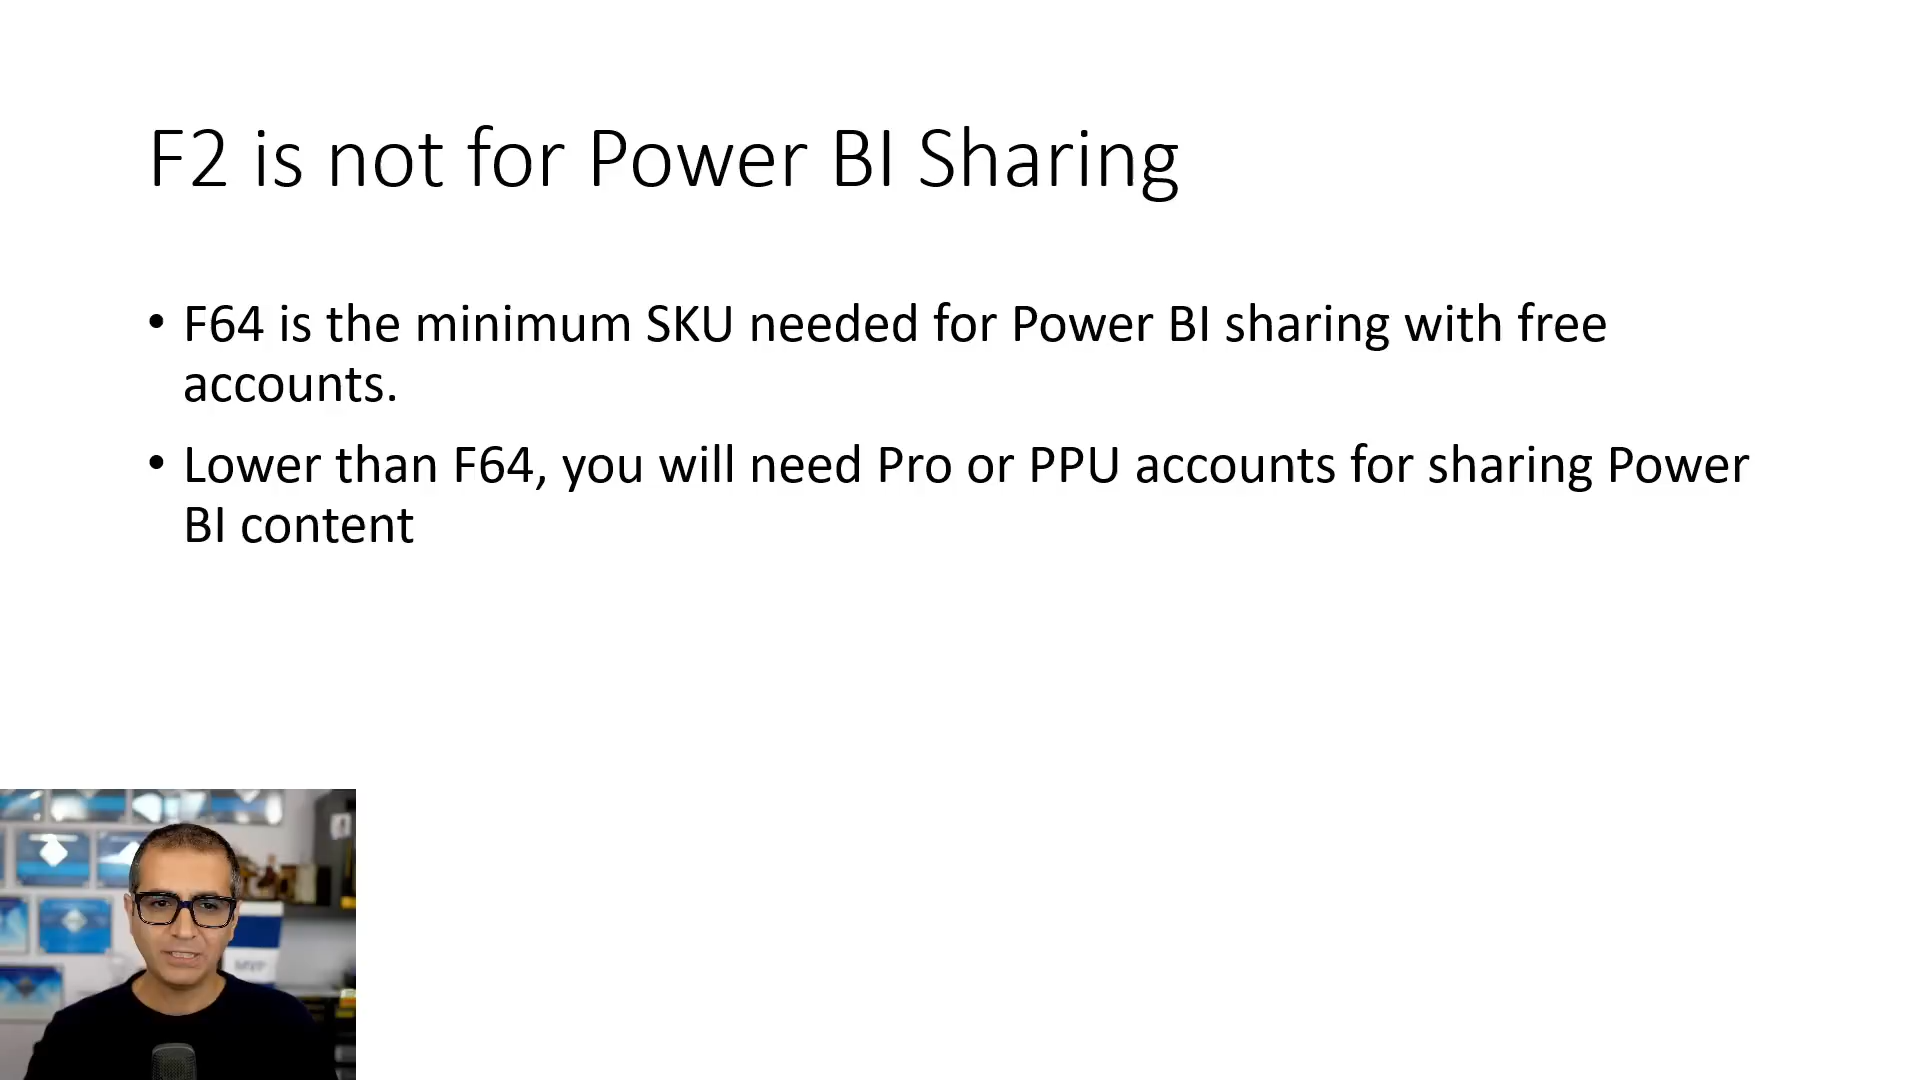 F2 is not for Power BI Sharing
• F64 is the minimum SKU needed for Power BI sharing with free
accounts.
• Lower than F64, you will need Pro or PPU accounts for sharing Power
BI content